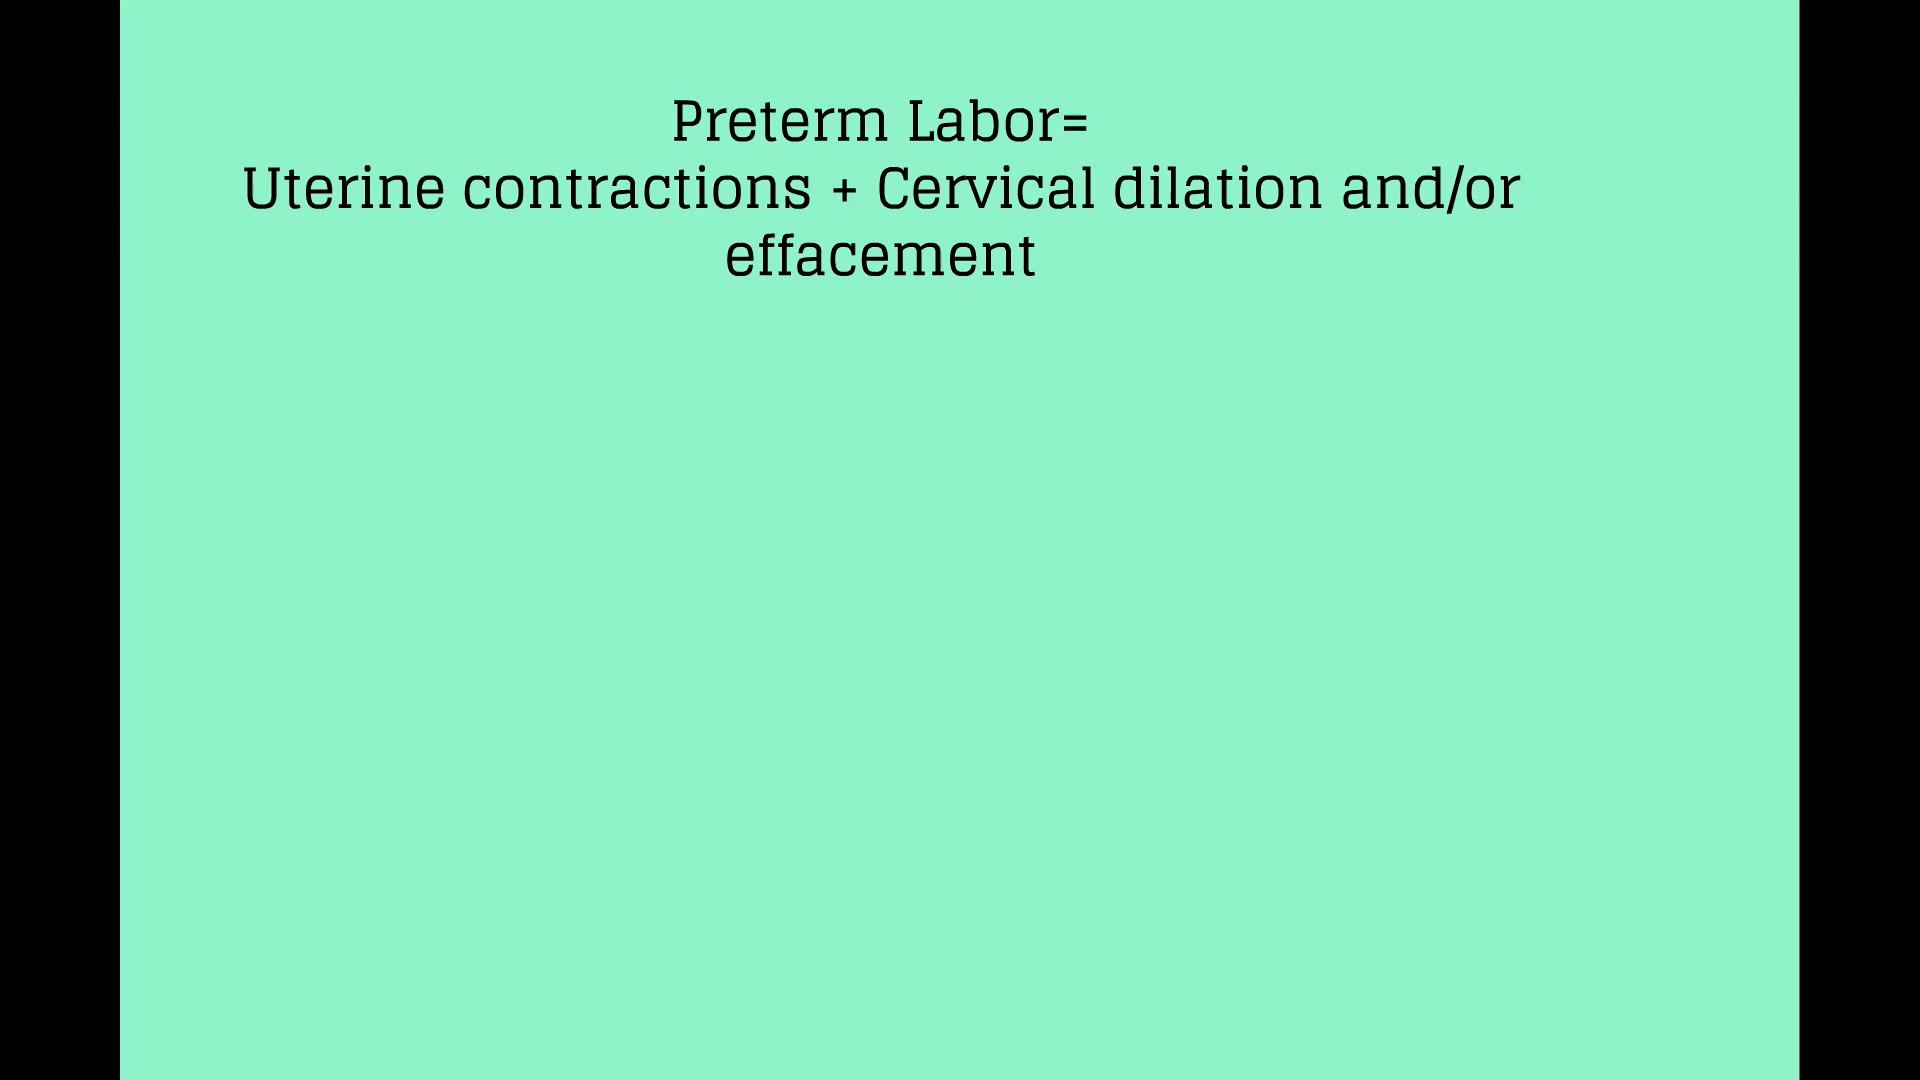 Preterm Labor=
Uterine contractions + Cervical dilation and/or
effacement